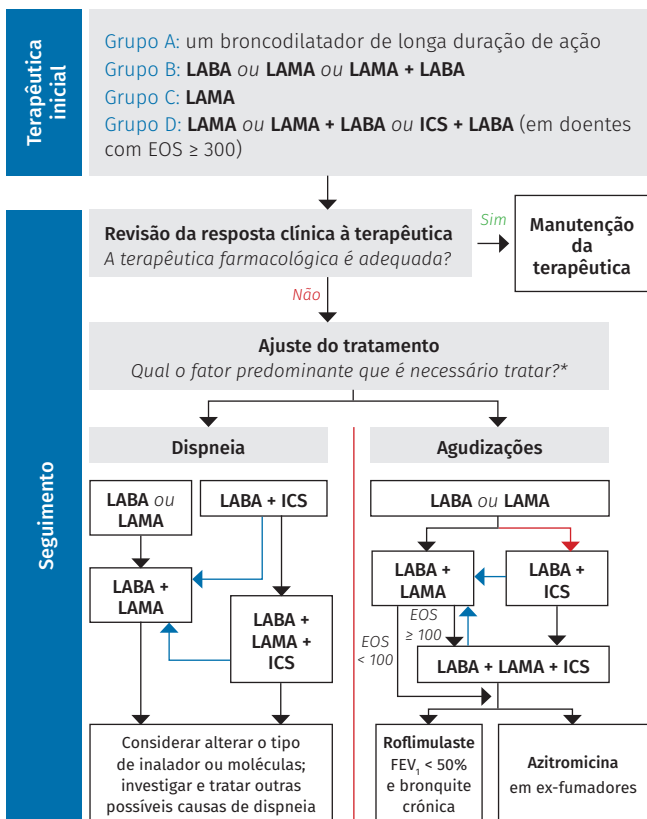 Terapêutica
inicial
Grupo A: um broncodilatador de longa duração de ação
Grupo B: LABA ou LAMA ou LAMA + LABA
Grupo C: LAMA
Grupo D: LAMA ou LAMA + LABA ou ICS + LABA (em doentes
com EOS ≥ 300)
Seguimento
Revisão da resposta clínica à terapêutica
A terapêutica farmacológica é adequada?
Sim
Manutenção
da
terapêutica
Não
Ajuste do tratamento
Qual o fator predominante que é necessário tratar?*
Dispneia
LABA ou
LAMA
LABA + ICS
LABA +
LAMA
LABA +
LAMA +
ICS
Considerar alterar o tipo
de inalador ou moléculas;
investigar e tratar outras
possíveis causas de dispneia
Agudizações
LABA ou LAMA
LABA +
LAMA
LABA +
ICS
EOS
< 100
EOS
≥ 100
LABA + LAMA + ICS
Roflimulaste
FEV₁ < 50%
e bronquite
crónica
Azitromicina
em ex-fumadores